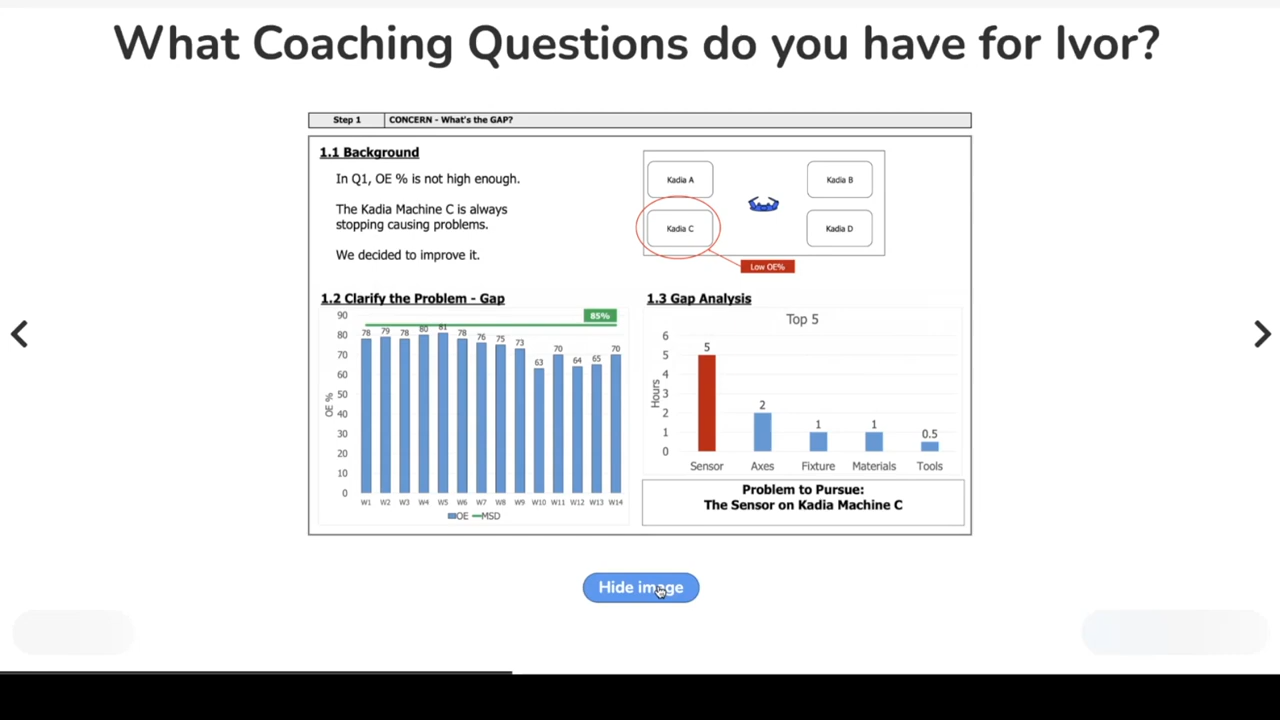 What Coaching Questions do you have for Ivor?
Step 1 CONCERN - What's the GAP?
1.1 Background
In Q1, OE % is not high enough.
The Kadia Machine C is always
stopping causing problems.
We decided to improve it.
Kadia A Kadia B
Kadia C Kadia D
Low OE%
1.2 Clarify the Problem - Gap
85%
90
80
70
60
50
40
30
20
10
0
OE %
78 79 78 80 81 78 76 75 73 63 70 64 65 70
W1 W2 W3 W4 W5 W6 W7 W8 W9 W10 W11 W12 W13 W14
OE MSD
1.3 Gap Analysis
Top 5
Hours
6
5
4
3
2
1
0
5 2 1 1 0.5
Sensor Axes Fixture Materials Tools
Problem to Pursue:
The Sensor on Kadia Machine C
Hide image